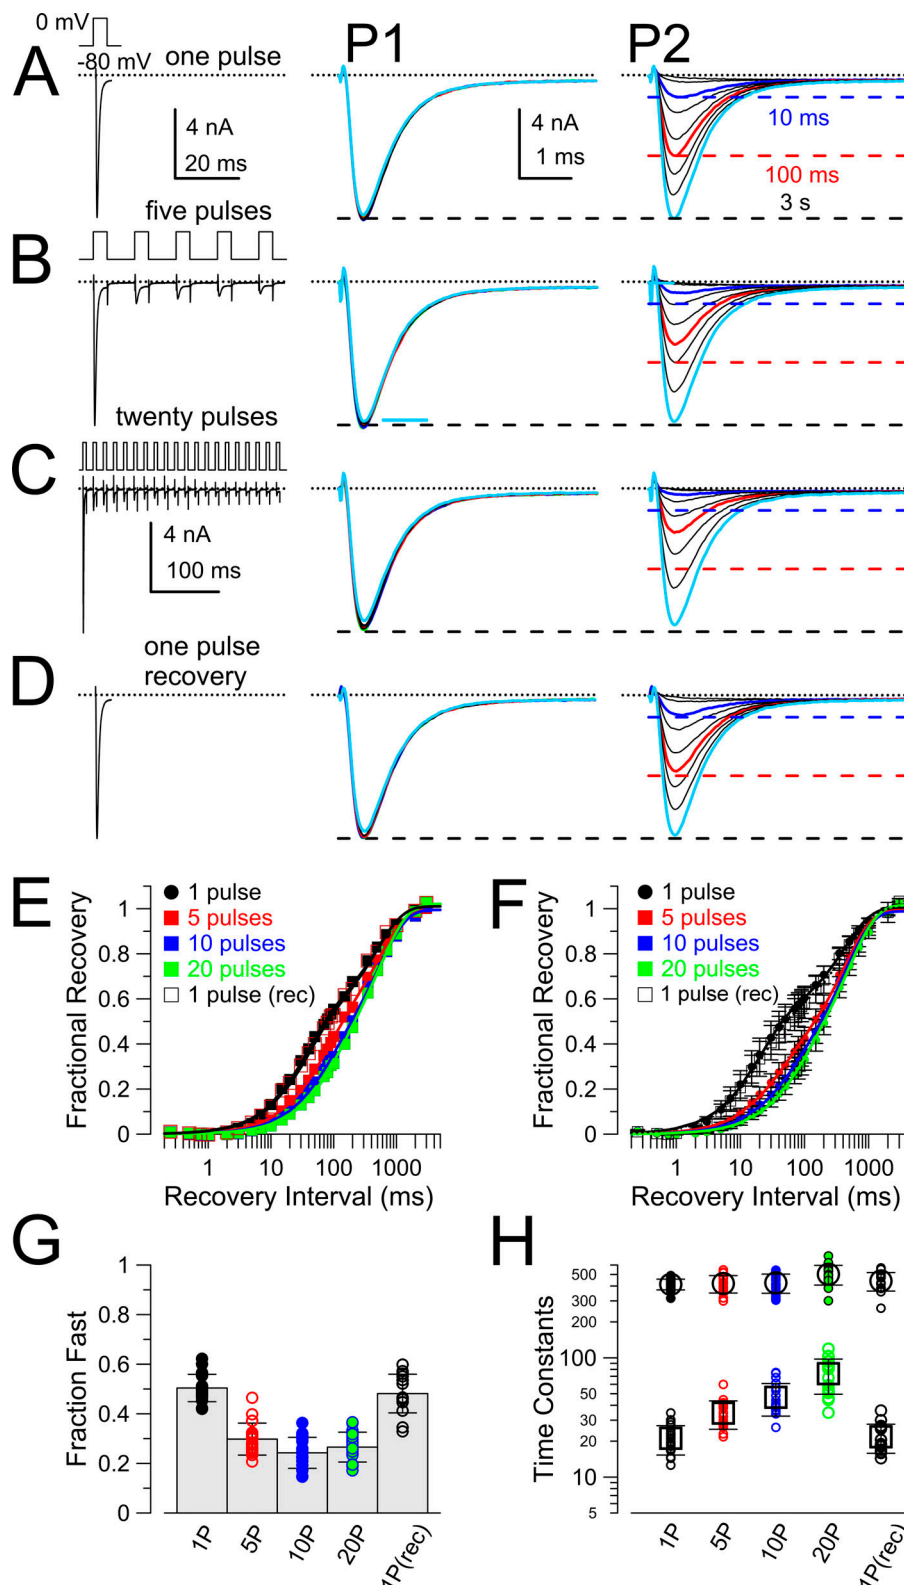 0 mV
P1
P2
A
-80 mV
one pulse
4 nA
20 ms
4 nA
1 ms
10 ms
100 ms
3 s
five pulses
B
twenty pulses
C
4 nA
100 ms
one pulse
recovery
D
E
Fractional Recovery
1
0.8
0.6
0.4
0.2
0
1 pulse
5 pulses
10 pulses
20 pulses
1 pulse (rec)
1 10 100 1000
Recovery Interval (ms)
F
Fractional Recovery
1
0.8
0.6
0.4
0.2
0
1 pulse
5 pulses
10 pulses
20 pulses
1 pulse (rec)
1 10 100 1000
Recovery Interval (ms)
G
Fraction Fast
1
0.8
0.6
0.4
0.2
0
1P
5P
10P
20P
1P(rec)
H
Time Constants
500
300
200
100
50
30
20
10
5
1P
5P
10P
20P
1P(rec)